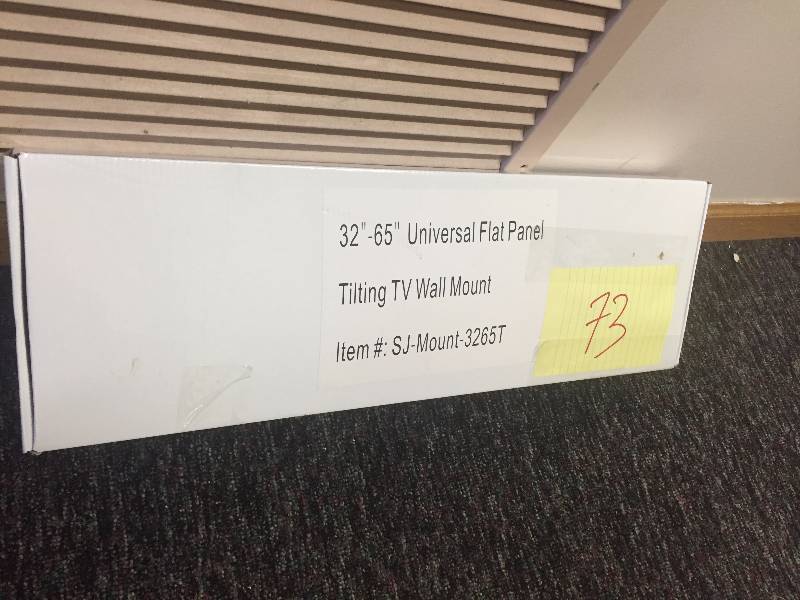 32"-65" Universal Flat Panel
Tilting TV Wall Mount
Item #: SJ-Mount-3265T
73